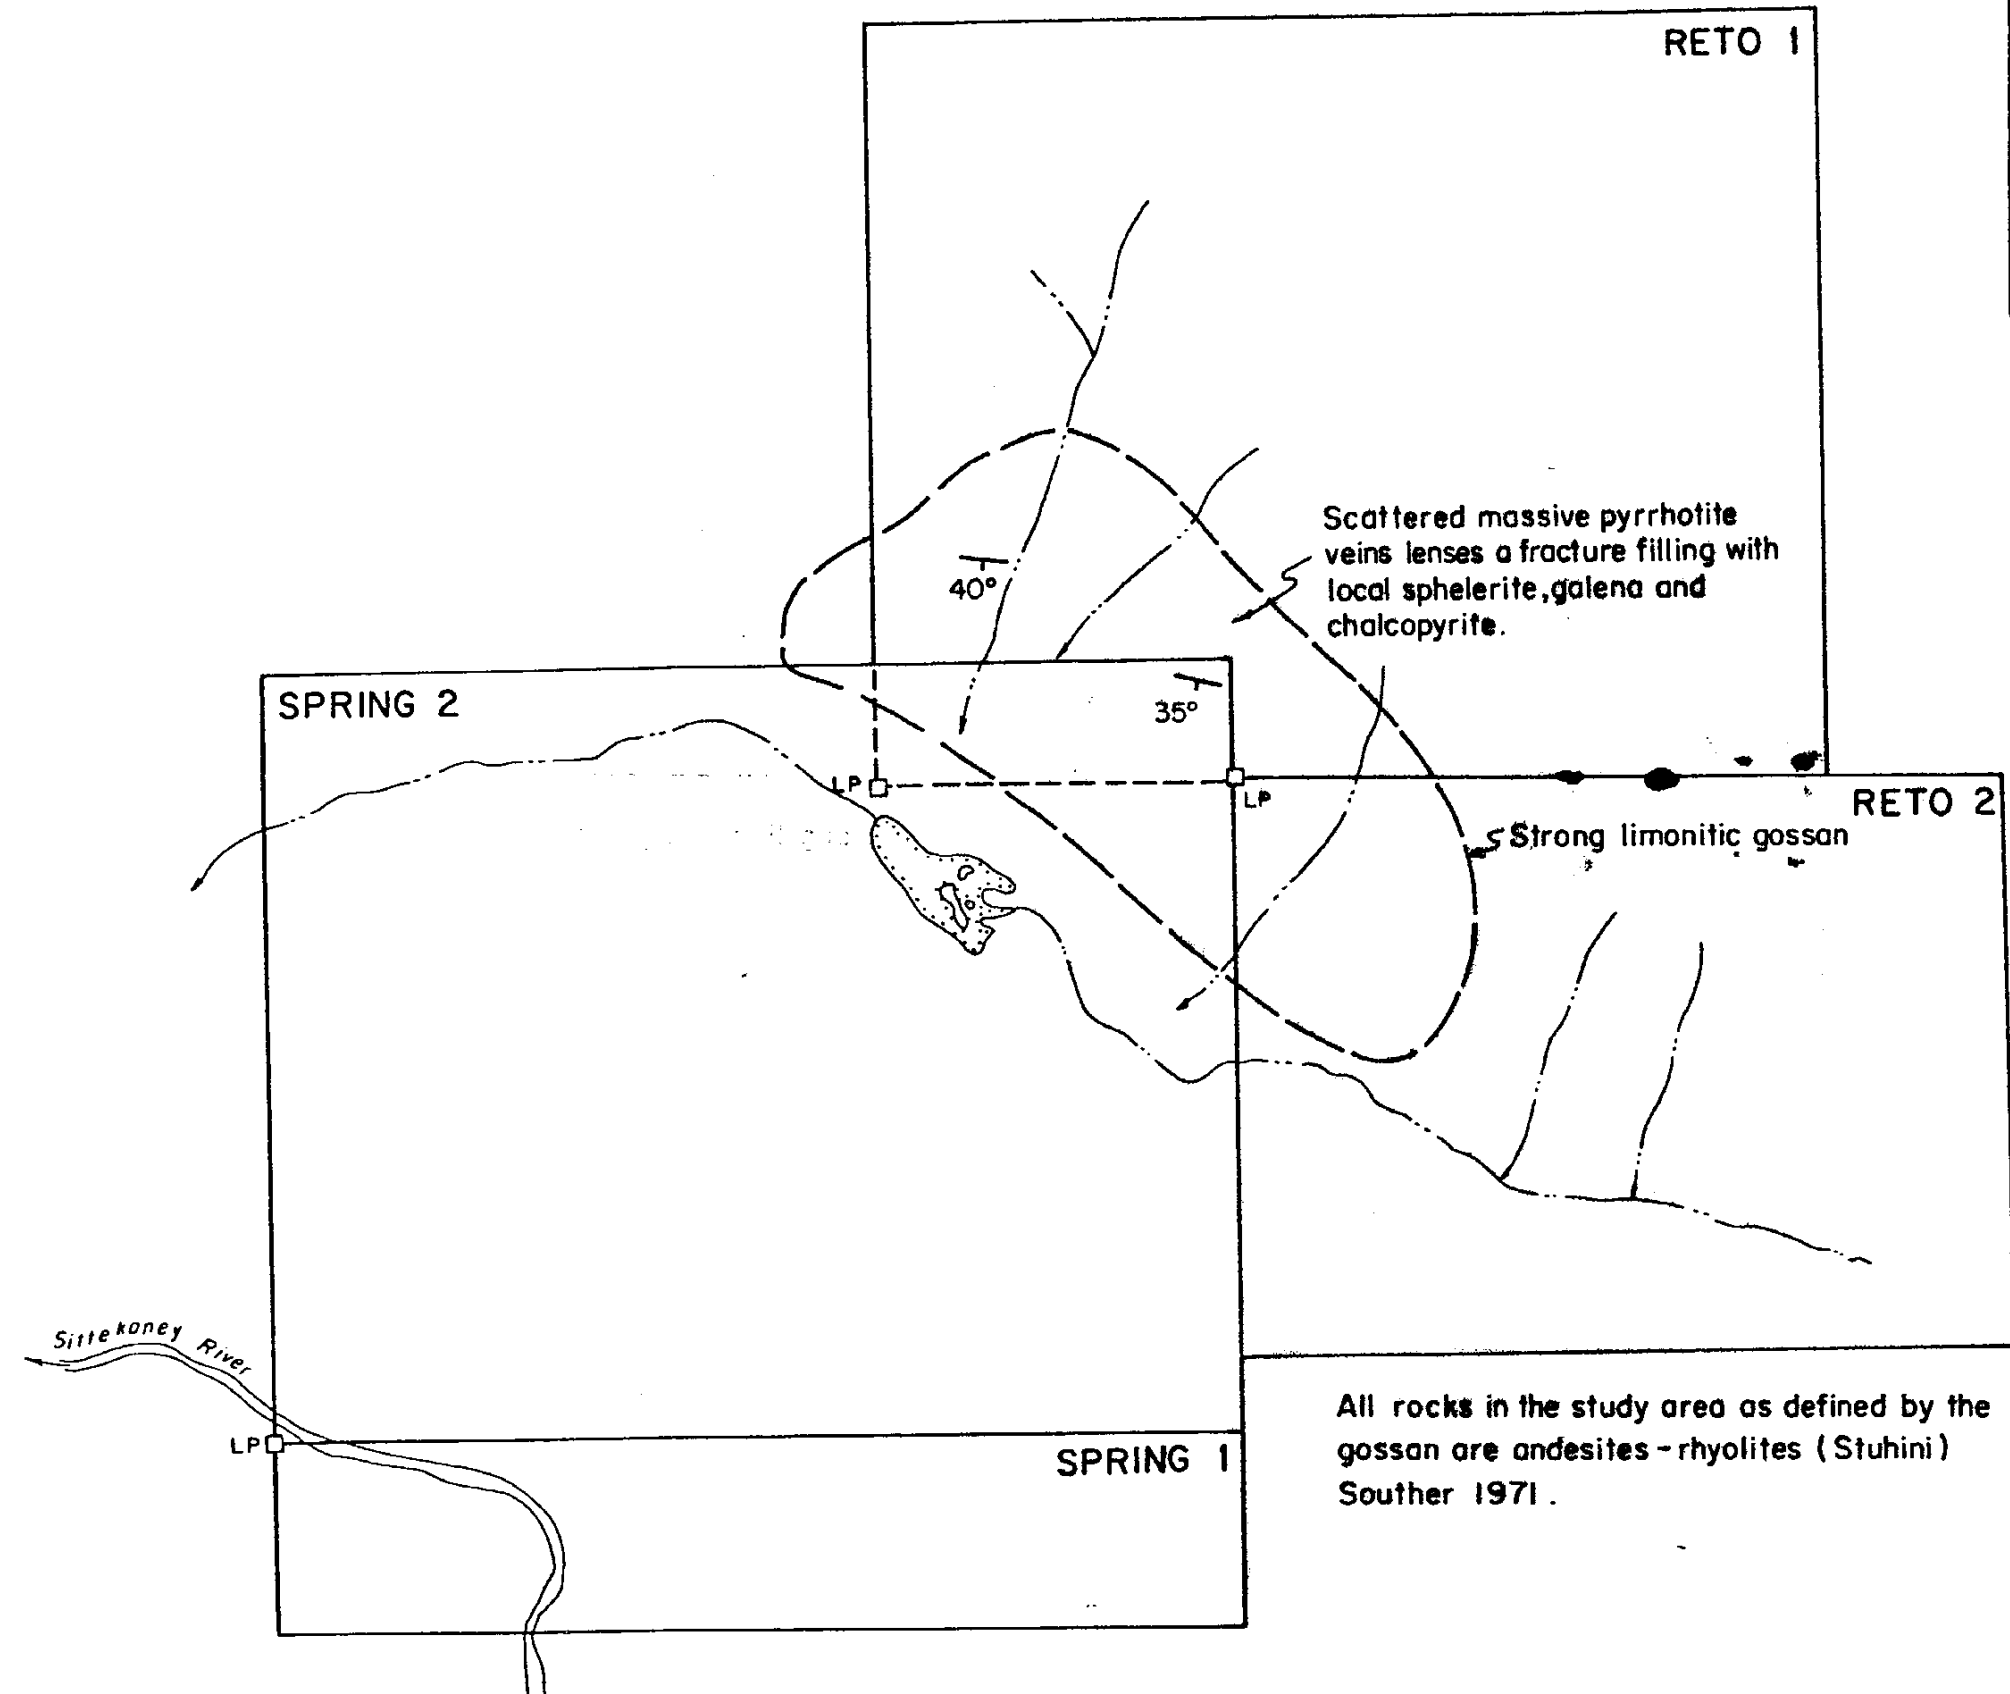 RETO 1
Scattered massive pyrrhotite
veins lenses a fracture filling with
local sphelerite, galena and
chalcopyrite.
40°
SPRING 2
35°
LP
LP
RETO 2
Strong limonitic gossan
Sittekaney River
LP
SPRING 1
All rocks in the study area as defined by the
gossan are andesites - rhyolites (Stuhini)
Souther 1971.